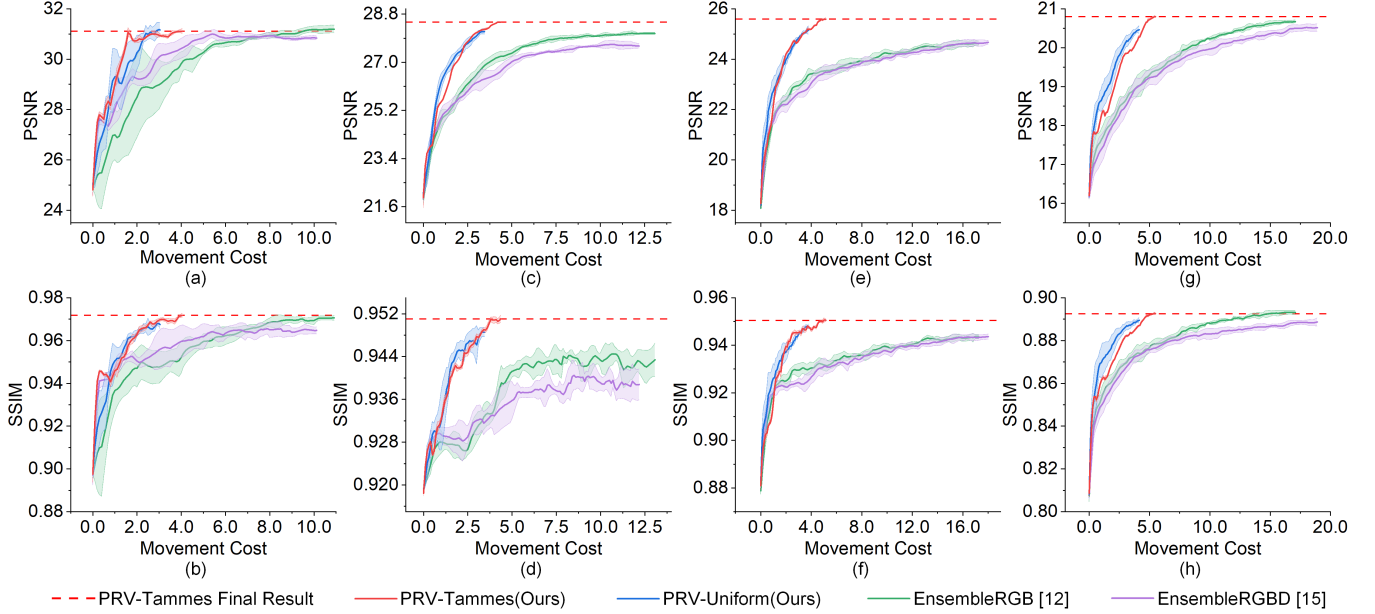 32
30
28
26
24
PSNR
0.0 2.0 4.0 6.0 8.0 10.0
Movement Cost
(a)
28.8
27.0
25.2
23.4
21.6
PSNR
0.0 2.5 5.0 7.5 10.0 12.5
Movement Cost
(c)
26
24
22
20
18
PSNR
0.0 4.0 8.0 12.0 16.0
Movement Cost
(e)
21
20
19
18
17
16
PSNR
0.0 5.0 10.0 15.0 20.0
Movement Cost
(g)
0.98
0.96
0.94
0.92
0.90
0.88
SSIM
0.0 2.0 4.0 6.0 8.0 10.0
Movement Cost
(b)
0.952
0.944
0.936
0.928
0.920
SSIM
0.0 2.5 5.0 7.5 10.0 12.5
Movement Cost
(d)
0.96
0.94
0.92
0.90
0.88
SSIM
0.0 4.0 8.0 12.0 16.0
Movement Cost
(f)
0.90
0.88
0.86
0.84
0.82
0.80
SSIM
0.0 5.0 10.0 15.0 20.0
Movement Cost
(h)
PRV-Tammes Final Result PRV-Tammes(Ours) PRV-Uniform(Ours) EnsembleRGB [12] EnsembleRGBD [15]